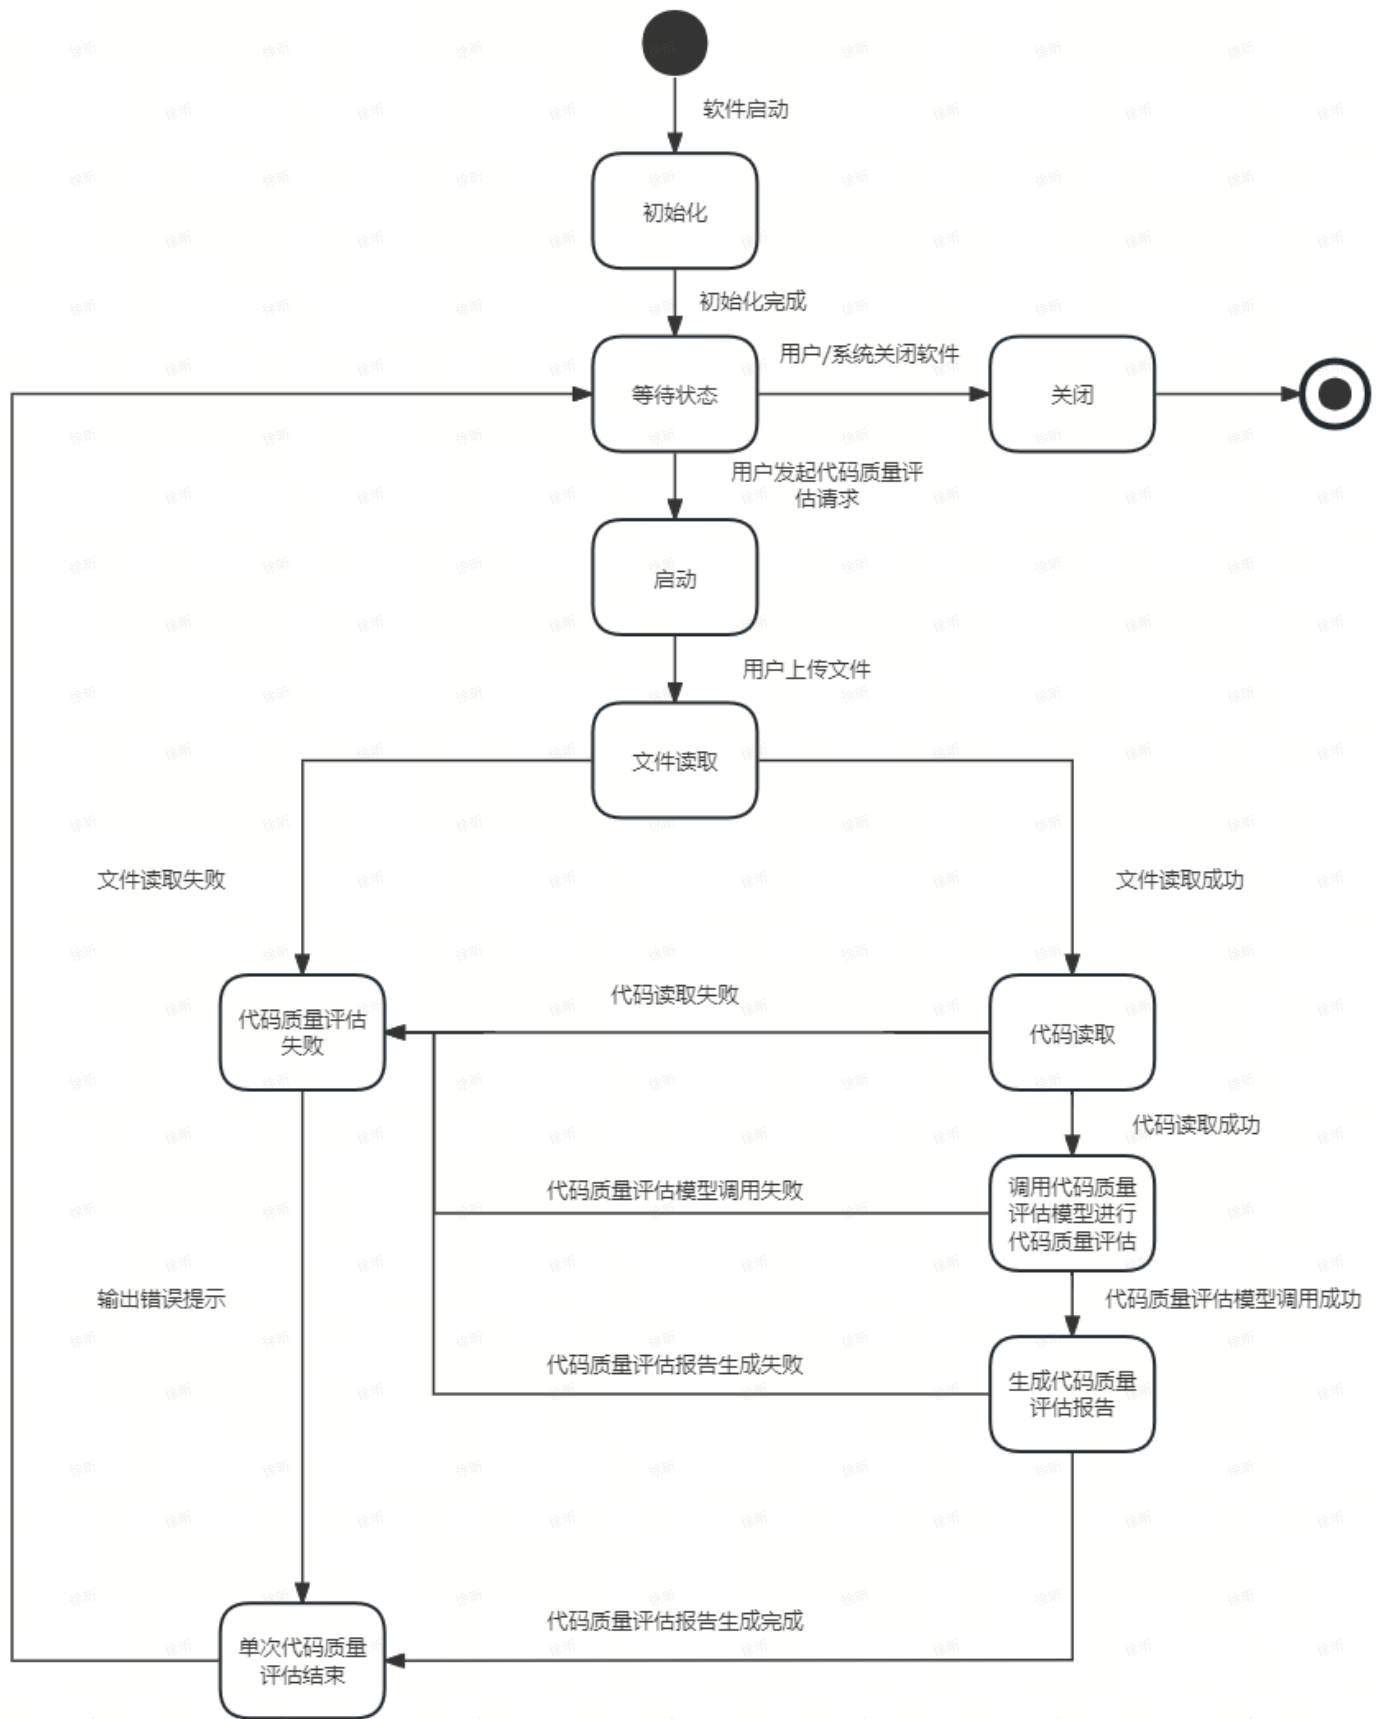 软件启动
初始化
初始化完成
用户/系统关闭软件
等待状态
关闭
用户发起代码质量评
估请求
启动
用户上传文件
文件读取
文件读取失败
文件读取成功
代码读取失败
代码质量评估
失败
代码读取
代码读取成功
代码质量评估模型调用失败
调用代码质量
评估模型进行
代码质量评估
输出错误提示
代码质量评估模型调用成功
代码质量评估报告生成失败
生成代码质量
评估报告
代码质量评估报告生成完成
单次代码质量
评估结束
徐昕